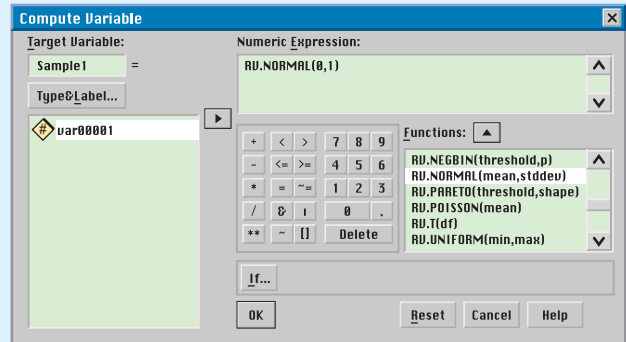 Compute Variable
Target Variable:
Numeric Expression:
Sample1 =
RV.NORMAL(0,1)
Type&Label...
# var00001
+ < > 7 8 9
- <= >= 4 5 6
* = ~= 1 2 3
/ & ı 0 .
** ~ [] Delete
Functions:
RV.NEGBIN(threshold,p)
RV.NORMAL(mean,stddev)
RV.PARETO(threshold,shape)
RV.POISSON(mean)
RV.T(df)
RV.UNIFORM(min,max)
If...
OK
Reset Cancel Help